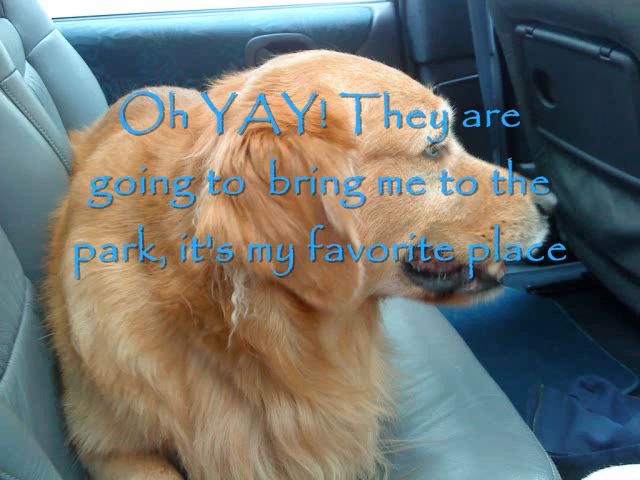 Oh YAY! They are
going to bring me to the
park, it's my favorite place